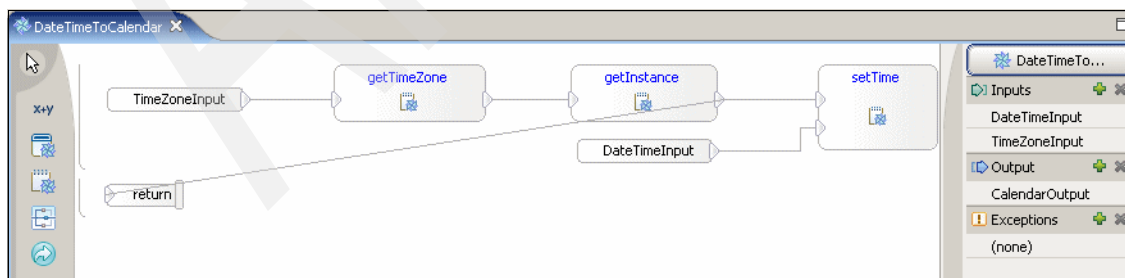 DateTimeToCalendar
getTimeZone
getInstance
setTime
TimeZoneInput
DateTimeInput
return
x+y
DateTimeTo...
Inputs
DateTimeInput
TimeZoneInput
Output
CalendarOutput
Exceptions
(none)